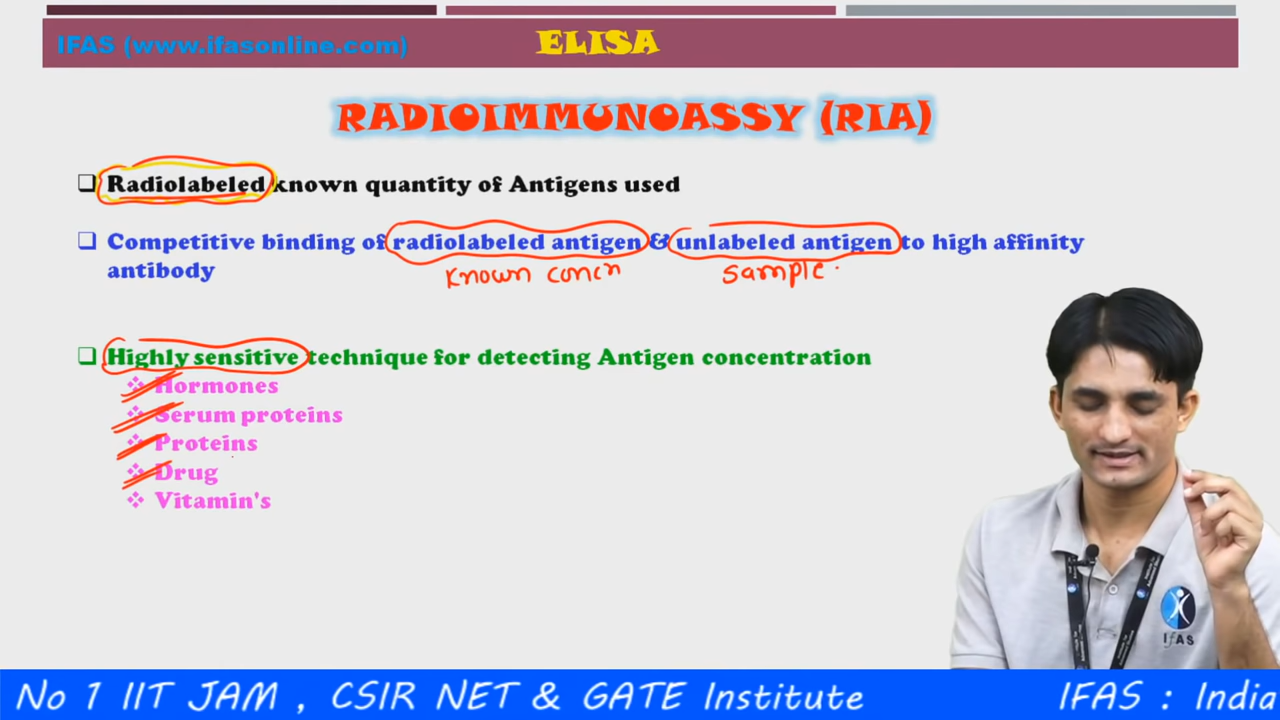 IFAS (www.ifasonline.com)
ELISA
RADIOIMMUNOASSY (RIA)
Radiolabeled known quantity of Antigens used
Competitive binding of radiolabeled antigen & unlabeled antigen to high affinity
antibody
Known concn
Sample
Highly sensitive technique for detecting Antigen concentration
Hormones
Serum proteins
Proteins
Drug
Vitamin's
IfAS
No 1 IIT JAM , CSIR NET & GATE Institute
IFAS : India